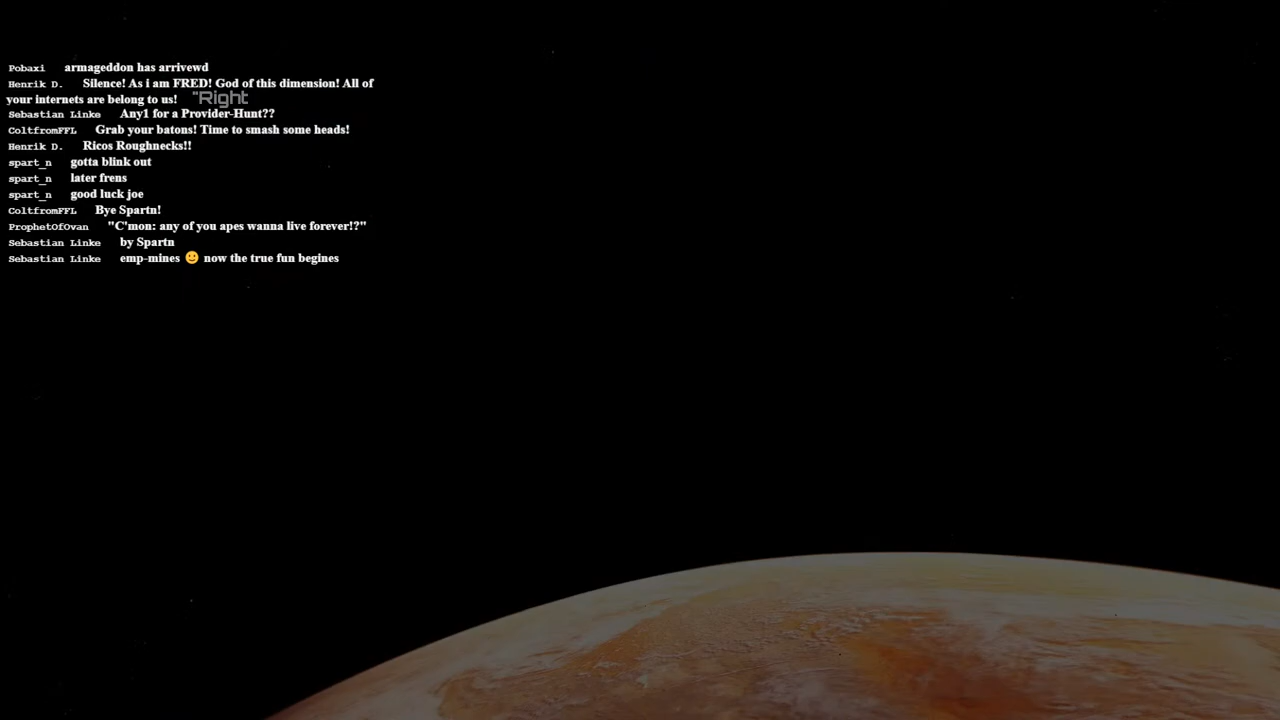 Pobaxi armageddon has arrivewd
Henrik D. Silence! As i am FRED! God of this dimension! All of
your internets are belong to us! "Right
Sebastian Linke Any1 for a Provider-Hunt??
ColtfromFFL Grab your batons! Time to smash some heads!
Henrik D. Ricos Roughnecks!!
spart_n gotta blink out
spart_n later frens
spart_n good luck joe
ColtfromFFL Bye Spartn!
ProphetOfOvan "C'mon: any of you apes wanna live forever!?"
Sebastian Linke by Spartn
Sebastian Linke emp-mines 🙂 now the true fun begines